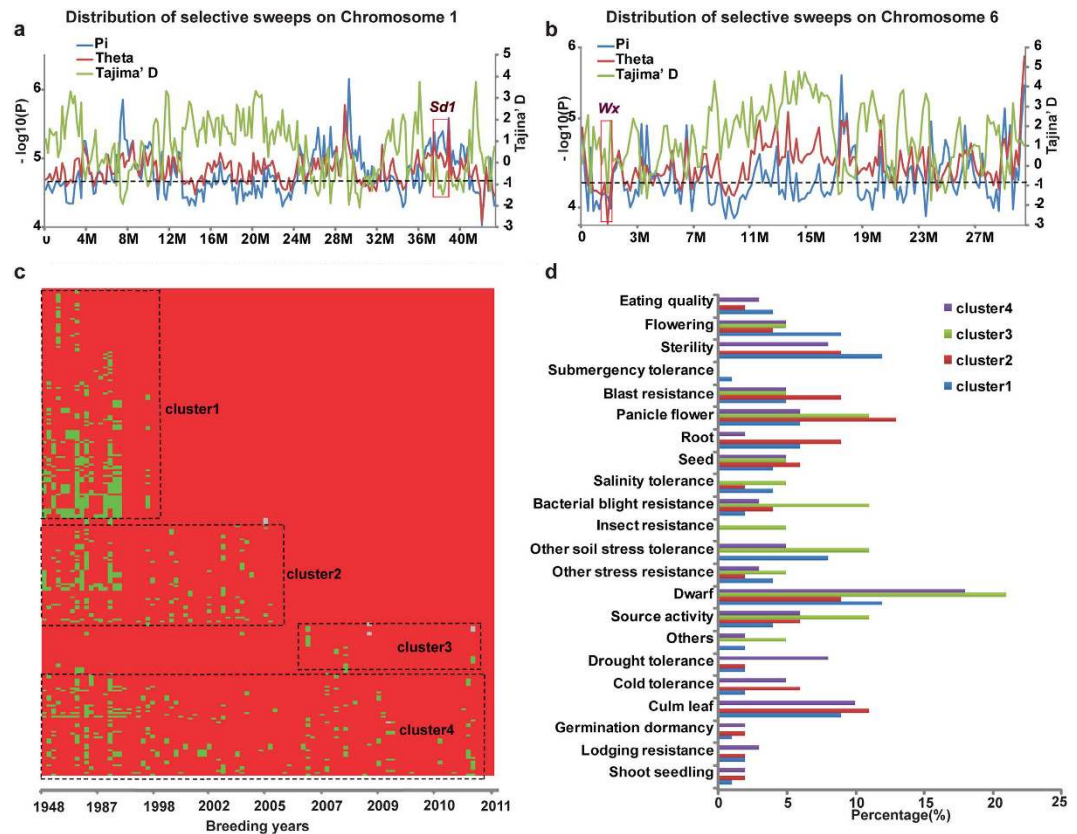 Distribution of selective sweeps on Chromosome 1
Distribution of selective sweeps on Chromosome 6
a
Pi
Theta
Tajima' D
Sd1
- log10(P)
6
5
4
5
4
3
2
1
0
-1
-2
-3
Tajima' D
0 4M 8M 12M 16M 20M 24M 28M 32M 36M 40M
b
Pi
Theta
Tajima' D
Wx
- log10(P)
6
5
4
6
5
4
3
2
1
0
-1
-2
-3
Tajima' D
0 3M 7M 11M 15M 19M 23M 27M
c
cluster1
cluster2
cluster3
cluster4
1948 1987 1998 2002 2005 2007 2009 2010 2011
Breeding years
d
Eating quality
Flowering
Sterility
Submergency tolerance
Blast resistance
Panicle flower
Root
Seed
Salinity tolerance
Bacterial blight resistance
Insect resistance
Other soil stress tolerance
Other stress resistance
Dwarf
Source activity
Others
Drought tolerance
Cold tolerance
Culm leaf
Germination dormancy
Lodging resistance
Shoot seedling
cluster4
cluster3
cluster2
cluster1
0 5 10 15 20 25
Percentage(%)